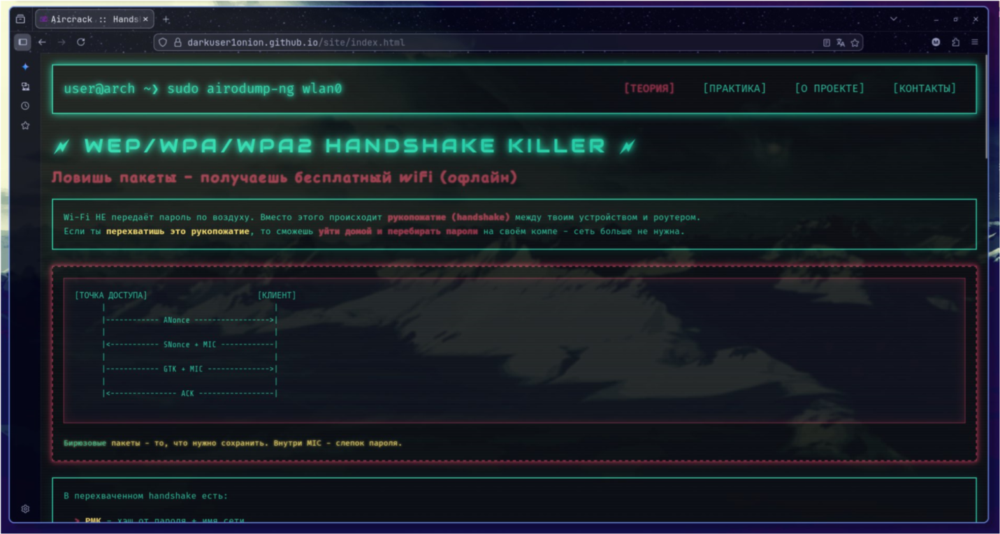 Aircrack :: Hands
darkuser1onion.github.io/site/index.html
user@arch ~❯ sudo airodump-ng wlan0
[ТЕОРИЯ] [ПРАКТИКА] [О ПРОЕКТЕ] [КОНТАКТЫ]
WEP/WPA/WPA2 HANDSHAKE KILLER
Ловишь пакеты – получаешь бесплатный wiFi (офлайн)
Wi-Fi НЕ передаёт пароль по воздуху. Вместо этого происходит рукопожатие (handshake) между твоим устройством и роутером.
Если ты перехватишь это рукопожатие, то сможешь уйти домой и перебирать пароли на своём компе – сеть больше не нужна.
[ТОЧКА ДОСТУПА] [КЛИЕНТ]
|------------ ANonce ----------------->|
|<----------- SNonce + MIC ------------|
|------------ GTK + MIC -------------->|
|<--------------- ACK -----------------|
Бирюзовые пакеты – то, что нужно сохранить. Внутри MIC – слепок пароля.
В перехваченном handshake есть:
> PMK – хэш от пароля + имя сети
M